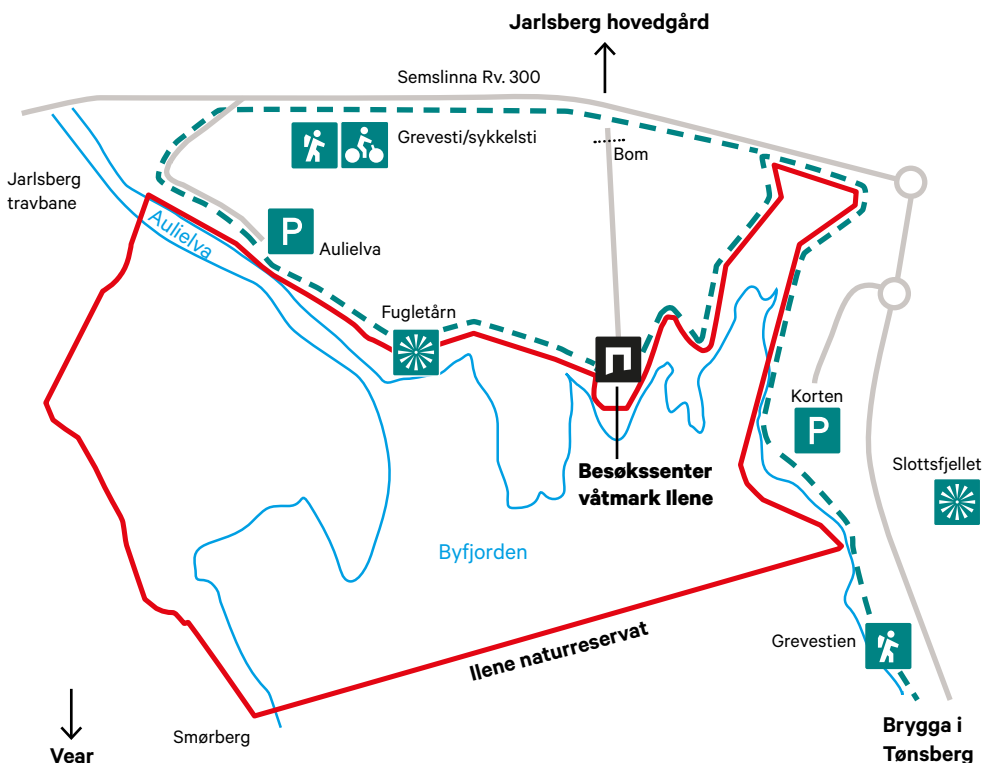 Jarlsberg hovedgård
Semslinna Rv. 300
Grevesti/sykkelsti
Bom
Jarlsberg
travbane
Aulielva
P
Aulielva
Fugletårn
Korten
P
Slottsfjellet
Besøkssenter
våtmark Ilene
Byfjorden
Ilene naturreservat
Grevestien
Smørberg
Vear
Brygga i
Tønsberg